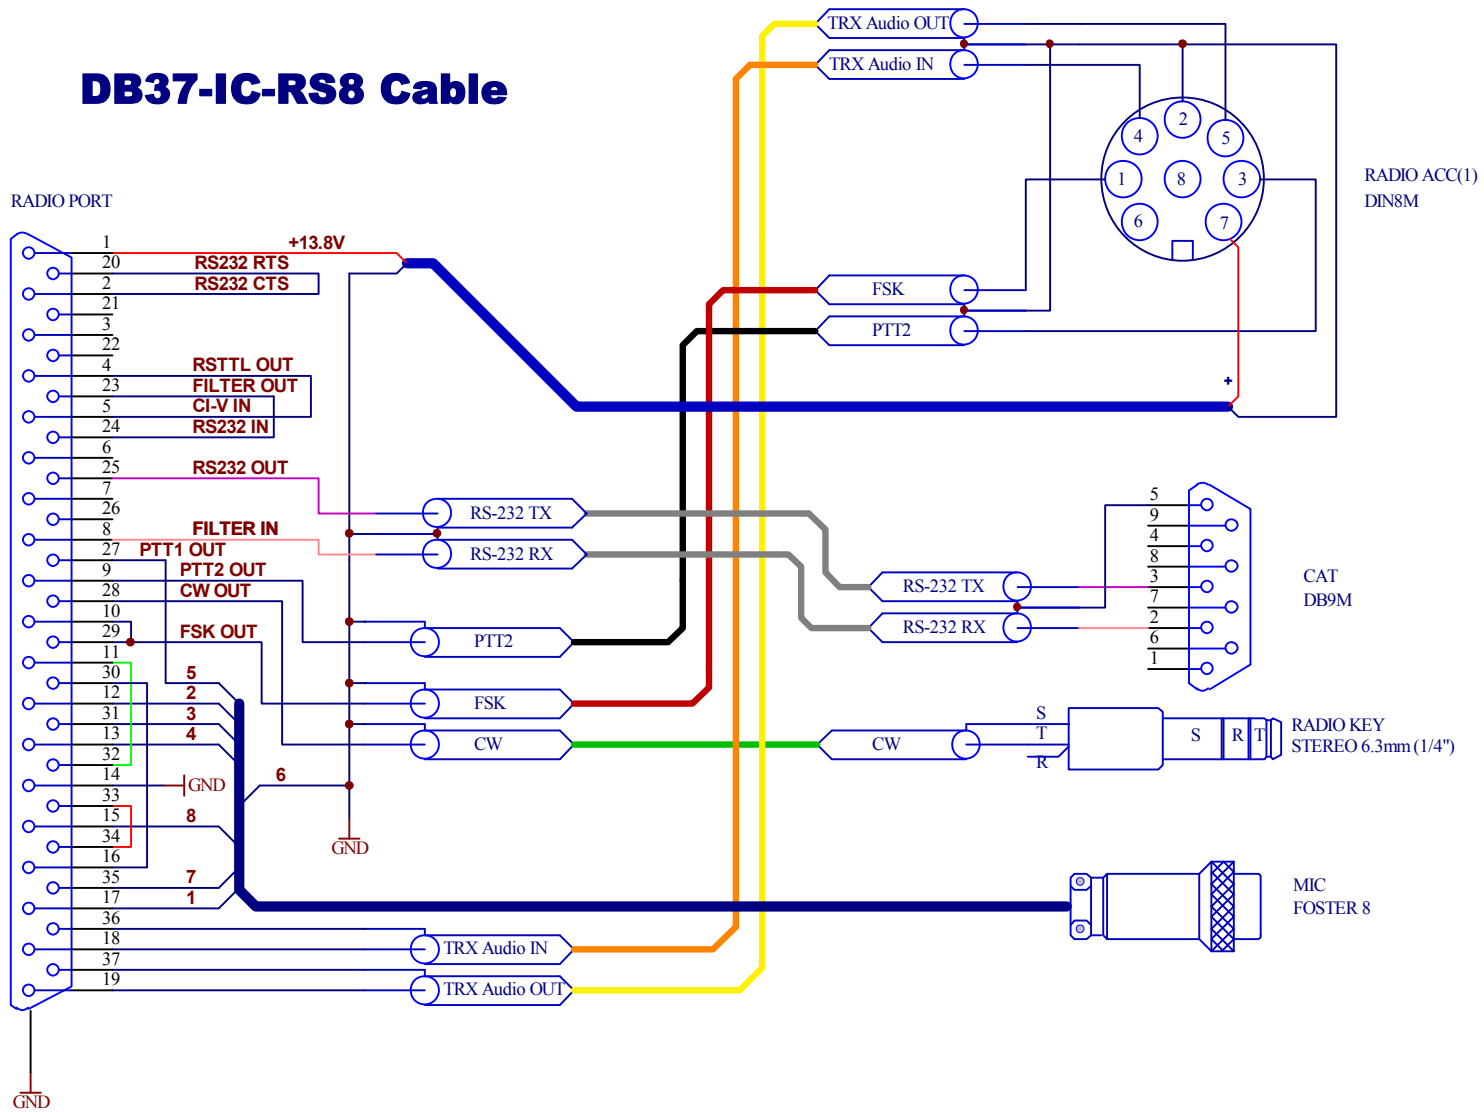 DB37-IC-RS8 Cable
RADIO PORT
1
+13.8V
20
RS232 RTS
2
RS232 CTS
21
3
22
4
RSTTL OUT
23
FILTER OUT
5
CI-V IN
24
RS232 IN
6
25
RS232 OUT
7
26
8
FILTER IN
27
PTT1 OUT
9
PTT2 OUT
28
CW OUT
10
29
FSK OUT
11
30
5
12
2
31
3
13
4
32
14
GND
6
33
15
8
34
16
35
7
17
1
36
18
37
19
GND
GND
RS-232 TX
RS-232 RX
PTT2
FSK
CW
TRX Audio IN
TRX Audio OUT
TRX Audio OUT
TRX Audio IN
FSK
PTT2
4
2
5
1
8
3
6
7
RADIO ACC(1)
DIN8M
+
RS-232 TX
RS-232 RX
5
9
4
8
3
7
2
6
1
CAT
DB9M
CW
S
T
R
S
R
T
RADIO KEY
STEREO 6.3mm (1/4")
MIC
FOSTER 8